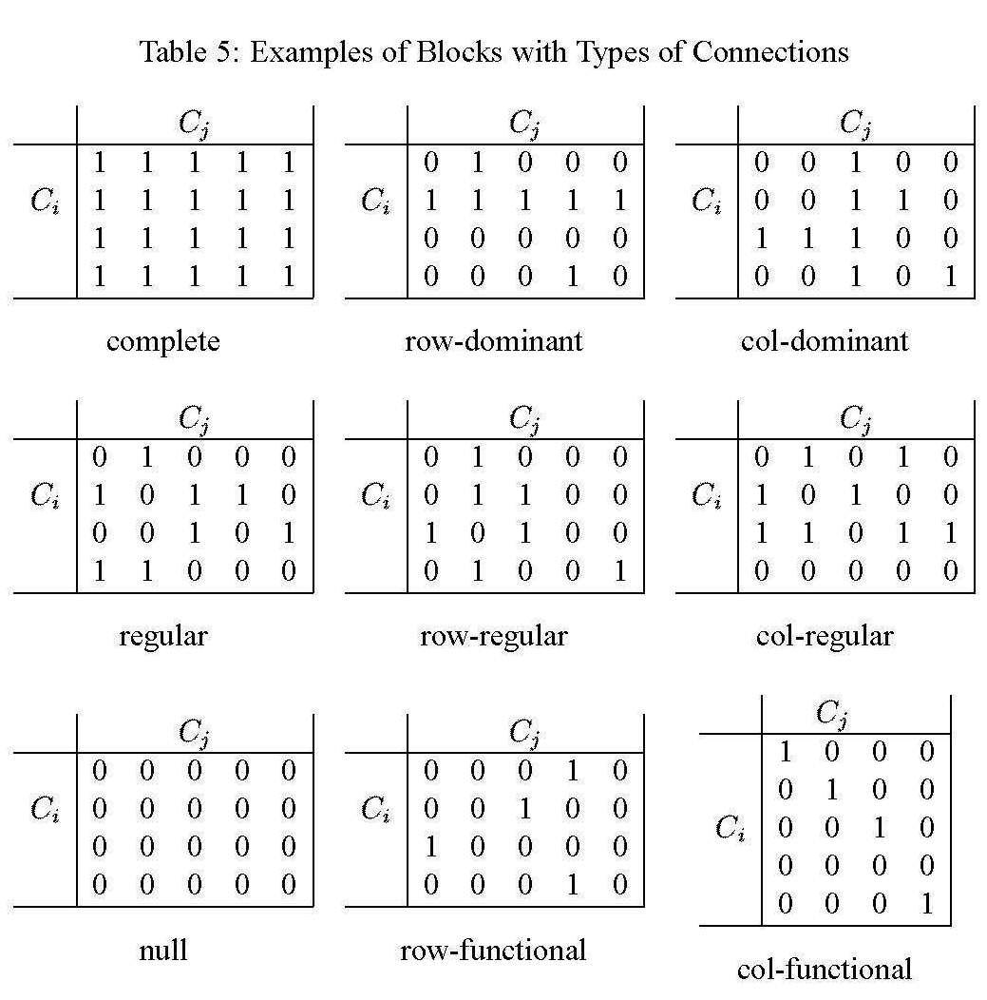 Table 5: Examples of Blocks with Types of Connections
C_j C_j C_j
1 1 1 1 1 0 1 0 0 0 0 0 1 0 0
C_i 1 1 1 1 1 C_i 1 1 1 1 1 C_i 0 0 1 1 0
1 1 1 1 1 0 0 0 0 0 1 1 1 0 0
1 1 1 1 1 0 0 0 1 0 0 0 1 0 1
complete row-dominant col-dominant
C_j C_j C_j
0 1 0 0 0 0 1 0 0 0 0 1 0 1 0
C_i 1 0 1 1 0 C_i 0 1 1 0 0 C_i 1 0 1 0 0
0 0 1 0 1 1 0 1 0 0 1 1 0 1 1
1 1 0 0 0 0 1 0 0 1 0 0 0 0 0
regular row-regular col-regular
C_j
0 0 0 0 0
C_i 0 0 0 0 0
0 0 0 0 0
0 0 0 0 0
null
C_j
0 0 0 1 0
C_i 0 0 1 0 0
1 0 0 0 0
0 0 0 1 0
row-functional
C_j
1 0 0 0
0 1 0 0
C_i 0 0 1 0
0 0 0 0
0 0 0 1
col-functional